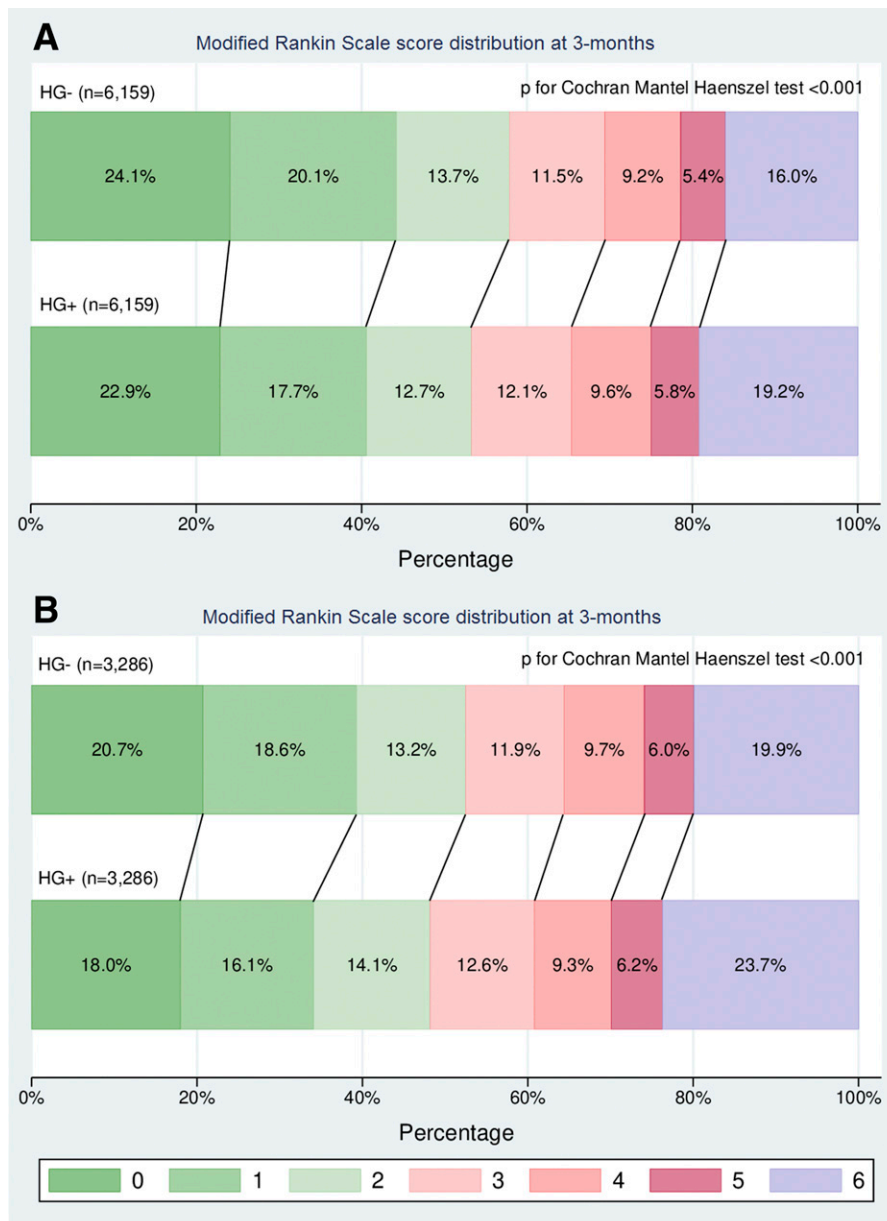 A
Modified Rankin Scale score distribution at 3-months
HG- (n=6,159)
p for Cochran Mantel Haenszel test <0.001
24.1% 20.1% 13.7% 11.5% 9.2% 5.4% 16.0%
HG+ (n=6,159)
22.9% 17.7% 12.7% 12.1% 9.6% 5.8% 19.2%
0% 20% 40% 60% 80% 100%
Percentage
B
Modified Rankin Scale score distribution at 3-months
HG- (n=3,286)
p for Cochran Mantel Haenszel test <0.001
20.7% 18.6% 13.2% 11.9% 9.7% 6.0% 19.9%
HG+ (n=3,286)
18.0% 16.1% 14.1% 12.6% 9.3% 6.2% 23.7%
0% 20% 40% 60% 80% 100%
Percentage
0 1 2 3 4 5 6